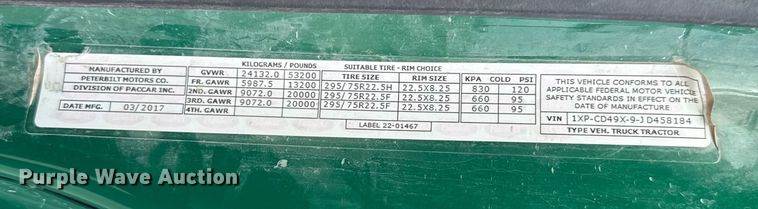 MANUFACTURED BY
PETERBILT MOTORS CO.
DIVISION OF PACCAR INC.
DATE MFG. 03/2017
KILOGRAMS / POUNDS
GVWR 24132.0 53200
FR. GAWR 5987.5 13200
2ND. GAWR 9072.0 20000
3RD. GAWR 9072.0 20000
4TH. GAWR
SUITABLE TIRE - RIM CHOICE
TIRE SIZE RIM SIZE KPA COLD PSI
295/75R22.5H 22.5X8.25 830 120
295/75R22.5F 22.5X8.25 660 95
295/75R22.5F 22.5X8.25 660 95
LABEL 22-01467
THIS VEHICLE CONFORMS TO ALL
APPLICABLE FEDERAL MOTOR VEHICLE
SAFETY STANDARDS IN EFFECT ON THE
DATE OF MANUFACTURE
VIN 1XP-CD49X-9-JD458184
TYPE VEH. TRUCK TRACTOR
Purple Wave Auction